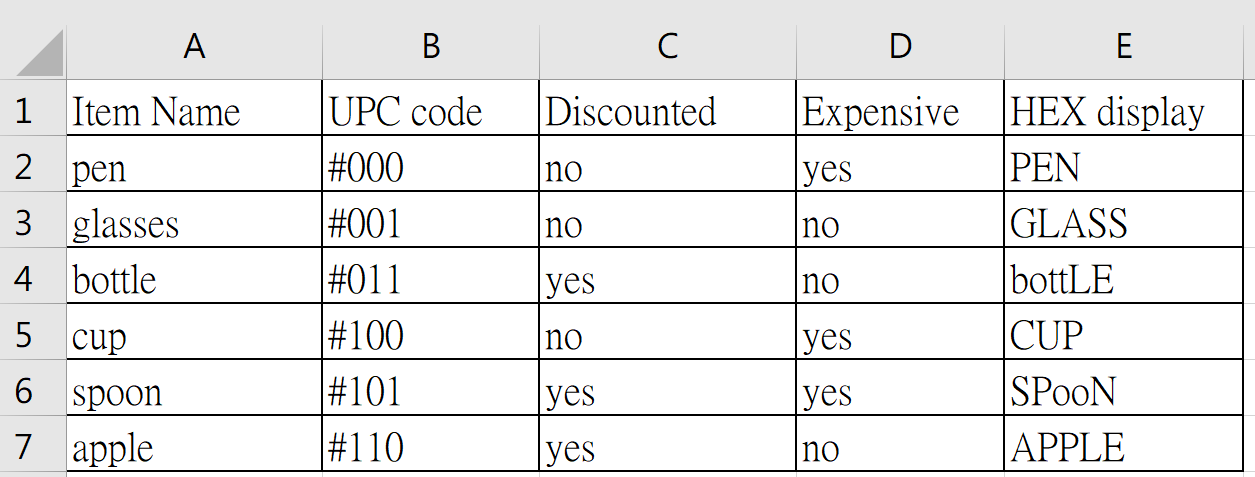 A B C D E
1 Item Name UPC code Discounted Expensive HEX display
2 pen #000 no yes PEN
3 glasses #001 no no GLASS
4 bottle #011 yes no bottLE
5 cup #100 no yes CUP
6 spoon #101 yes yes SPooN
7 apple #110 yes no APPLE